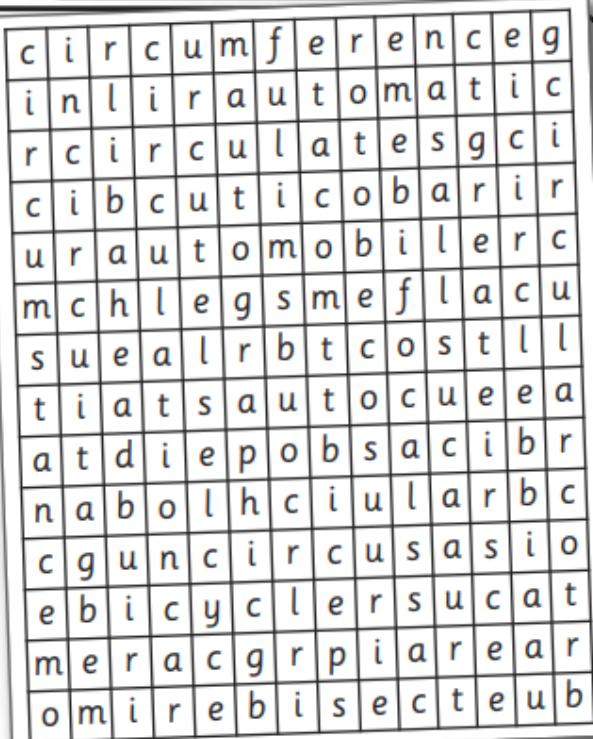 c i r c u m f e r e n c e g
i n l i r a u t o m a t i c
r c i r c u l a t e s g c i
c i b c u t i c o b a r i r
u r a u t o m o b i l e r c
m c h l e g s m e f l a c u
s u e a l r b t c o s t l l
t i a t s a u t o c u e e a
a t d i e p o b s a c i b r
n a b o l h c i u l a r b c
c g u n c i r c u s a s i o
e b i c y c l e r s u c a t
m e r a c g r p i a r e a r
o m i r e b i s e c t e u b